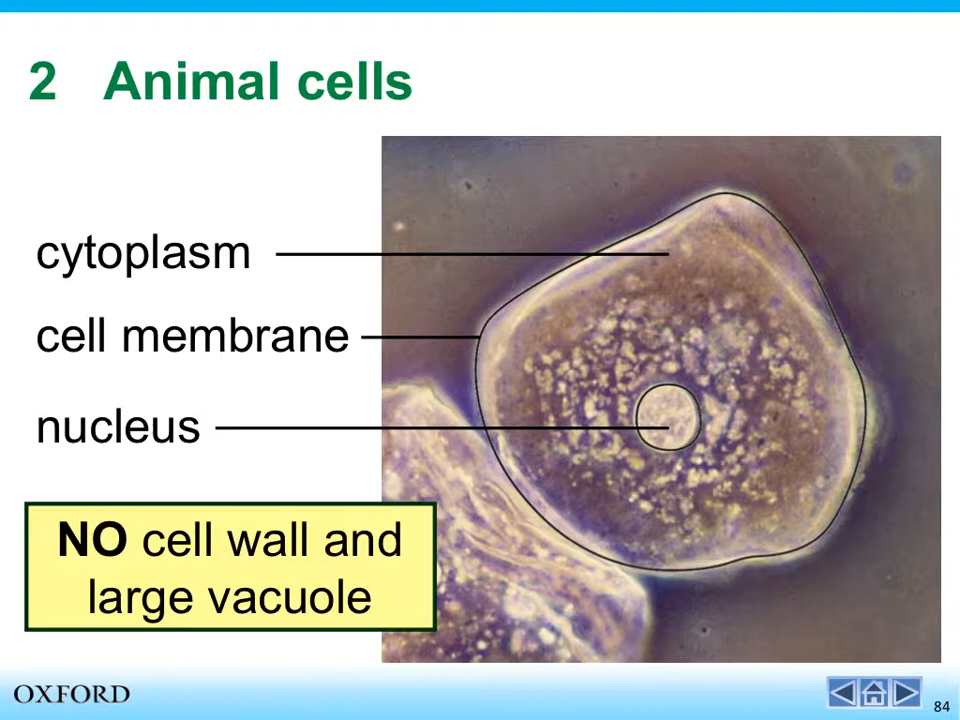 2 Animal cells
cytoplasm
cell membrane
nucleus
NO cell wall and
large vacuole
OXFORD
84